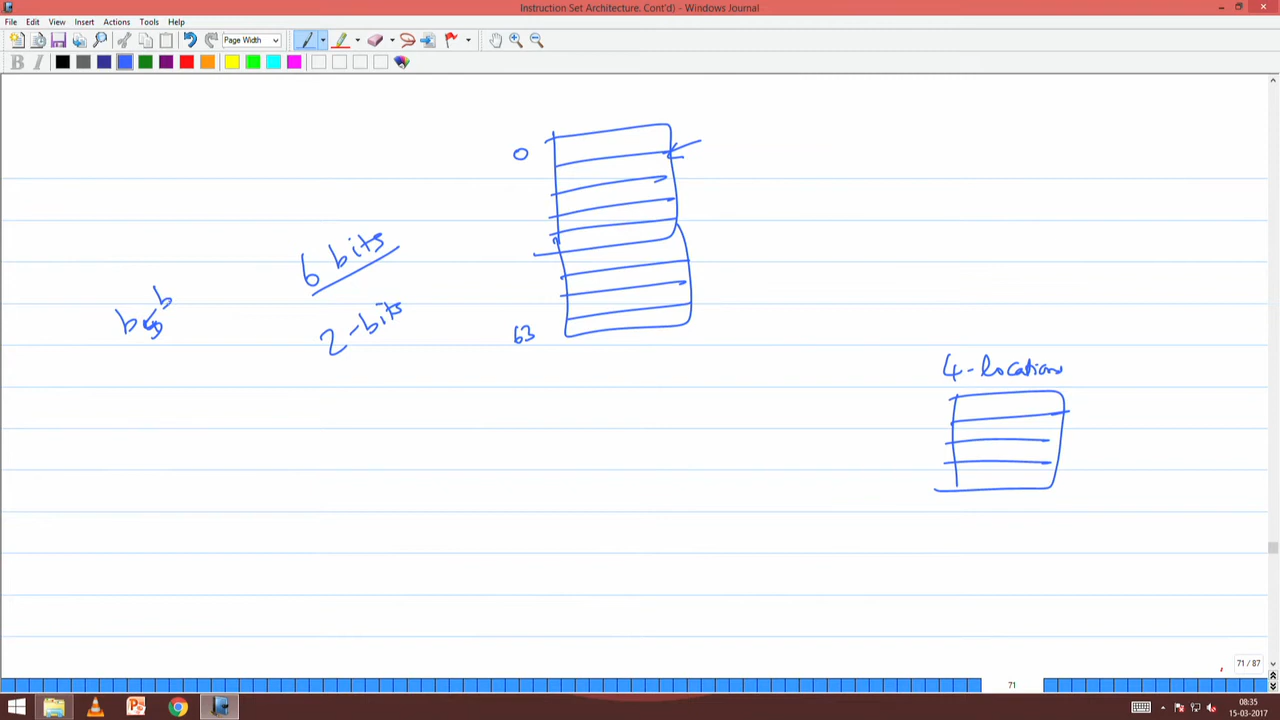 Instruction Set Architecture. Cont'd) - Windows Journal
File Edit View Insert Actions Tools Help
Page Width
B I
0
6 bits
2-bits
63
4-locations
71 / 87
71
08:35
15-03-2017